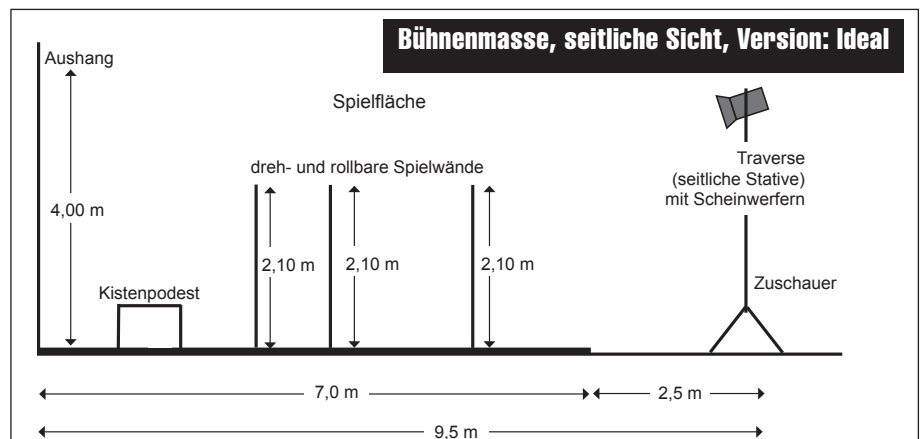 Bühnenmasse, seitliche Sicht, Version: Ideal
Aushang
Spielfläche
dreh- und rollbare Spielwände
Traverse
(seitliche Stative)
mit Scheinwerfern
4,00 m
2,10 m
2,10 m
2,10 m
Kistenpodest
Zuschauer
7,0 m
2,5 m
9,5 m